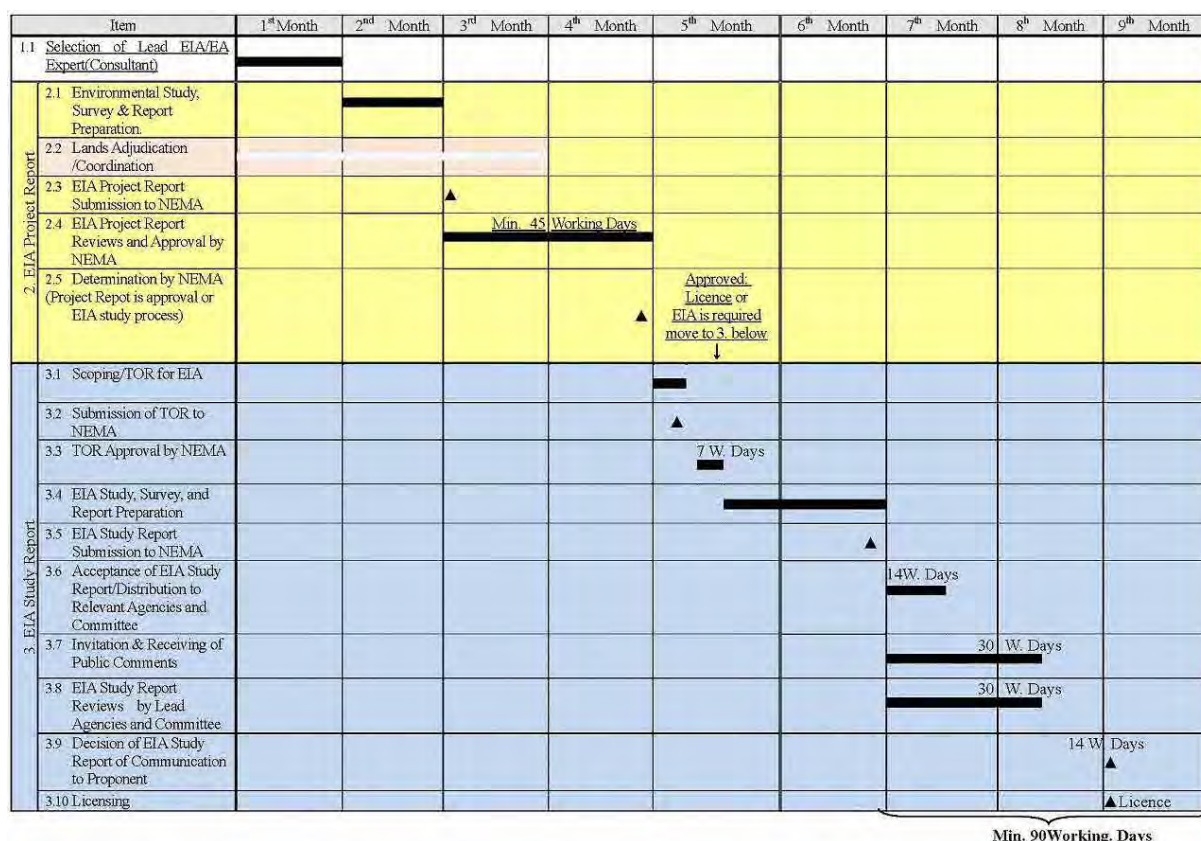 Item 1st Month 2nd Month 3rd Month 4th Month 5th Month 6th Month 7th Month 8h Month 9th Month
1.1 Selection of Lead EIA/EA
Expert(Consultant)
2. EIA Project Report
2.1 Environmental Study,
Survey & Report
Preparation.
2.2 Lands Adjudication
/Coordination
2.3 EIA Project Report
Submission to NEMA
▲
2.4 EIA Project Report
Reviews and Approval by
NEMA
Min. 45 Working Days
2.5 Determination by NEMA
(Project Repot is approval or
EIA study process)
▲
Approved:
Licence or
EIA is required
move to 3. below
↓
3. EIA Study Report
3.1 Scoping/TOR for EIA
3.2 Submission of TOR to
NEMA
▲
3.3 TOR Approval by NEMA
7 W. Days
3.4 EIA Study, Survey, and
Report Preparation
3.5 EIA Study Report
Submission to NEMA
▲
3.6 Acceptance of EIA Study
Report/Distribution to
Relevant Agencies and
Committee
14W. Days
3.7 Invitation & Receiving of
Public Comments
30 W. Days
3.8 EIA Study Report
Reviews by Lead
Agencies and Committee
30 W. Days
3.9 Decision of EIA Study
Report of Communication
to Proponent
14 W. Days
▲
3.10 Licensing
▲ Licence
Min. 90Working. Days